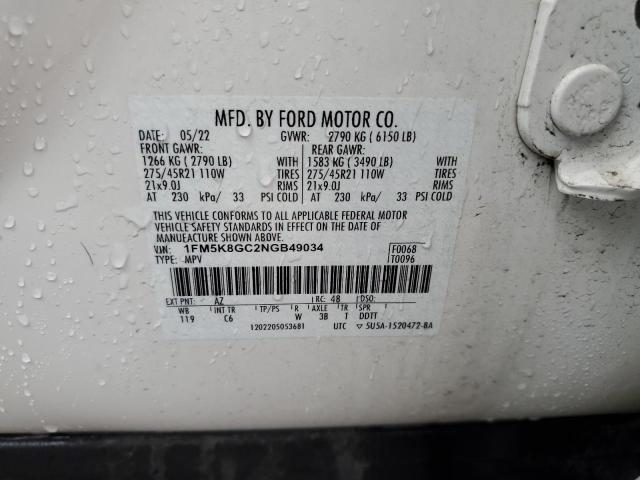 MFD. BY FORD MOTOR CO.
DATE: 05/22 GVWR: 2790 KG ( 6150 LB)
FRONT GAWR: REAR GAWR:
1266 KG ( 2790 LB) WITH 1583 KG ( 3490 LB) WITH
275/45R21 110W TIRES 275/45R21 110W TIRES
21x9.0J RIMS 21x9.0J RIMS
AT 230 kPa/ 33 PSI COLD AT 230 kPa/ 33 PSI COLD
THIS VEHICLE CONFORMS TO ALL APPLICABLE FEDERAL MOTOR
VEHICLE SAFETY STANDARDS IN EFFECT ON THE DATE OF
MANUFACTURE SHOWN ABOVE.
VIN: 1FM5K8GC2NGB49034 F0068
TYPE: MPV T0096
EXT PNT: AZ RC: 48 DSO:
WB INT TR TP/PS R AXLE TR SPR
119 C6 W 3B 1 DDTT
1202205053681 UTC ▽ 5U5A-1520472-BA